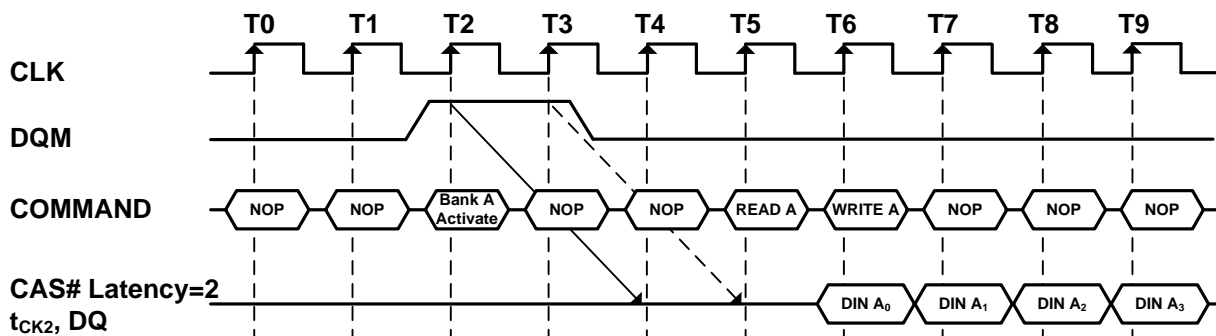 T0 T1 T2 T3 T4 T5 T6 T7 T8 T9
CLK
DQM
COMMAND NOP NOP Bank A Activate NOP NOP READ A WRITE A NOP NOP NOP
CAS# Latency=2
tCK2, DQ DIN A0 DIN A1 DIN A2 DIN A3